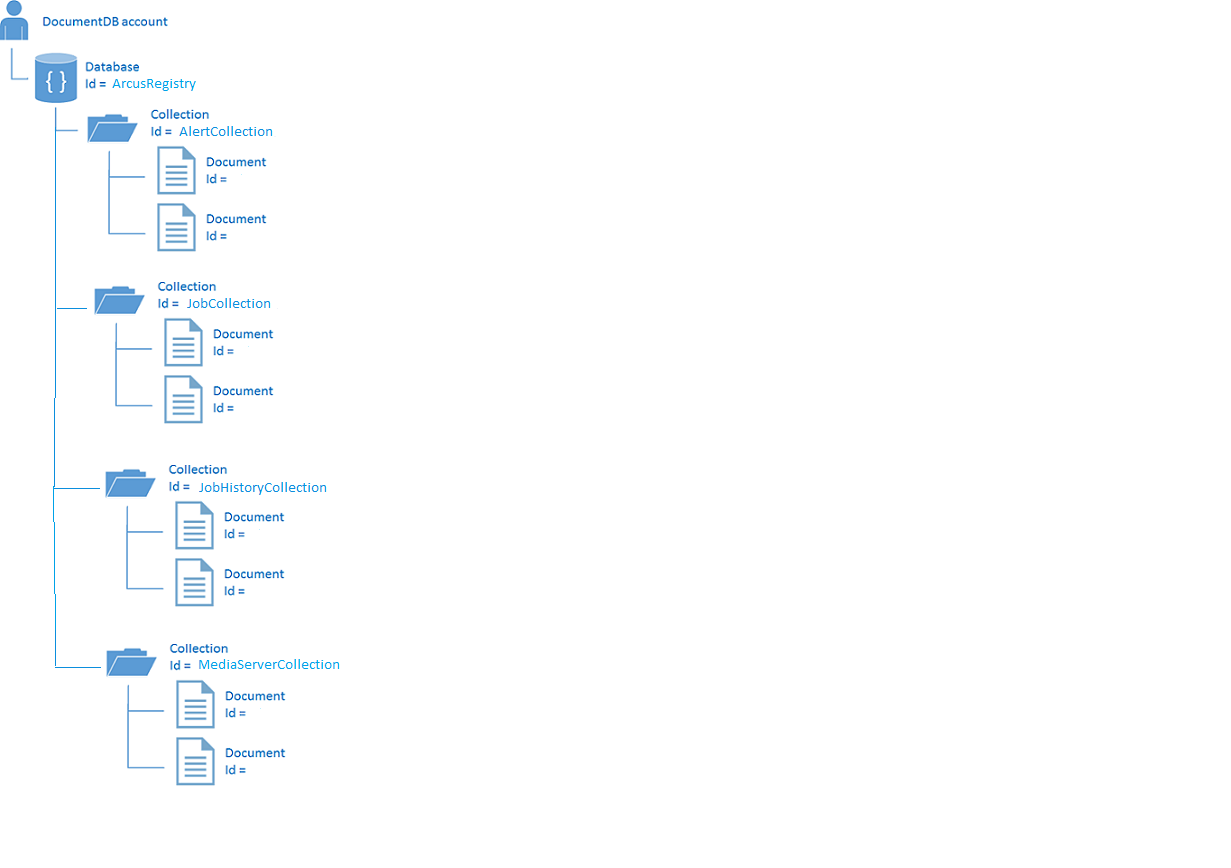 DocumentDB account
Database
{ }
Id = ArcusRegistry
Collection
Id = AlertCollection
Document
Id =
Document
Id =
Collection
Id = JobCollection
Document
Id =
Document
Id =
Collection
Id = JobHistoryCollection
Document
Id =
Document
Id =
Collection
Id = MediaServerCollection
Document
Id =
Document
Id =